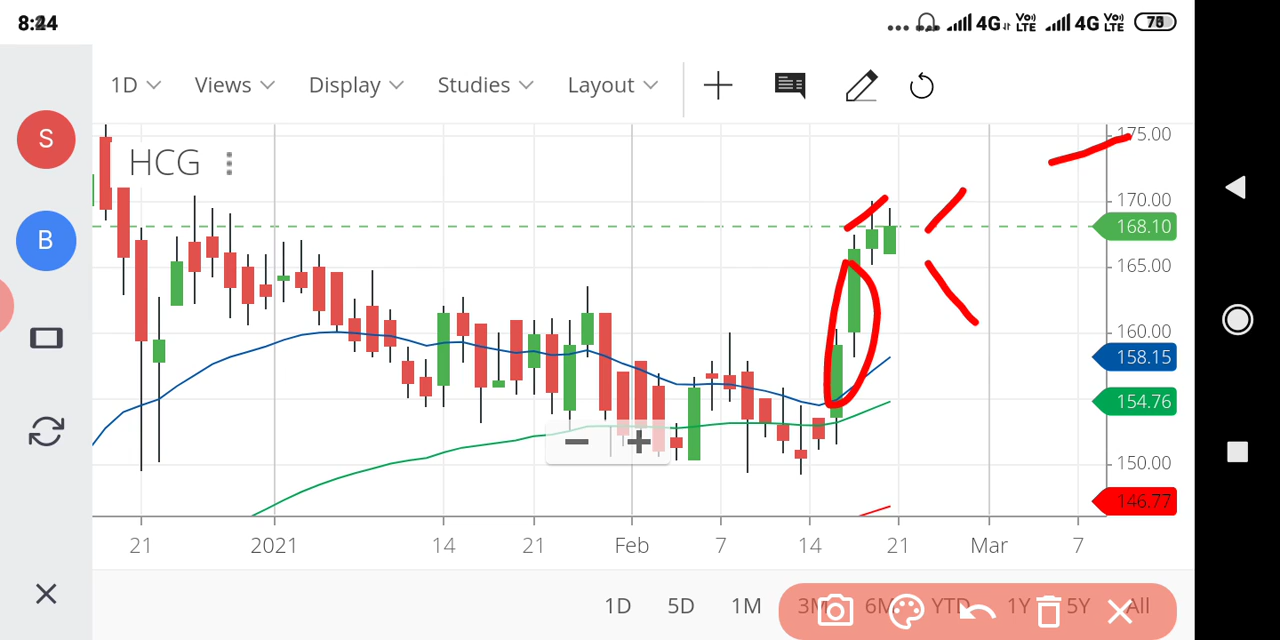 4G VoLTE 4G VoLTE
1D Views Display Studies Layout
S
HCG
B
175.00
170.00
168.10
165.00
160.00
158.15
154.76
150.00
146.77
21 2021 14 21 Feb 7 14 21 Mar 7
1D 5D 1M 3M 6M YTD 1Y 5Y All